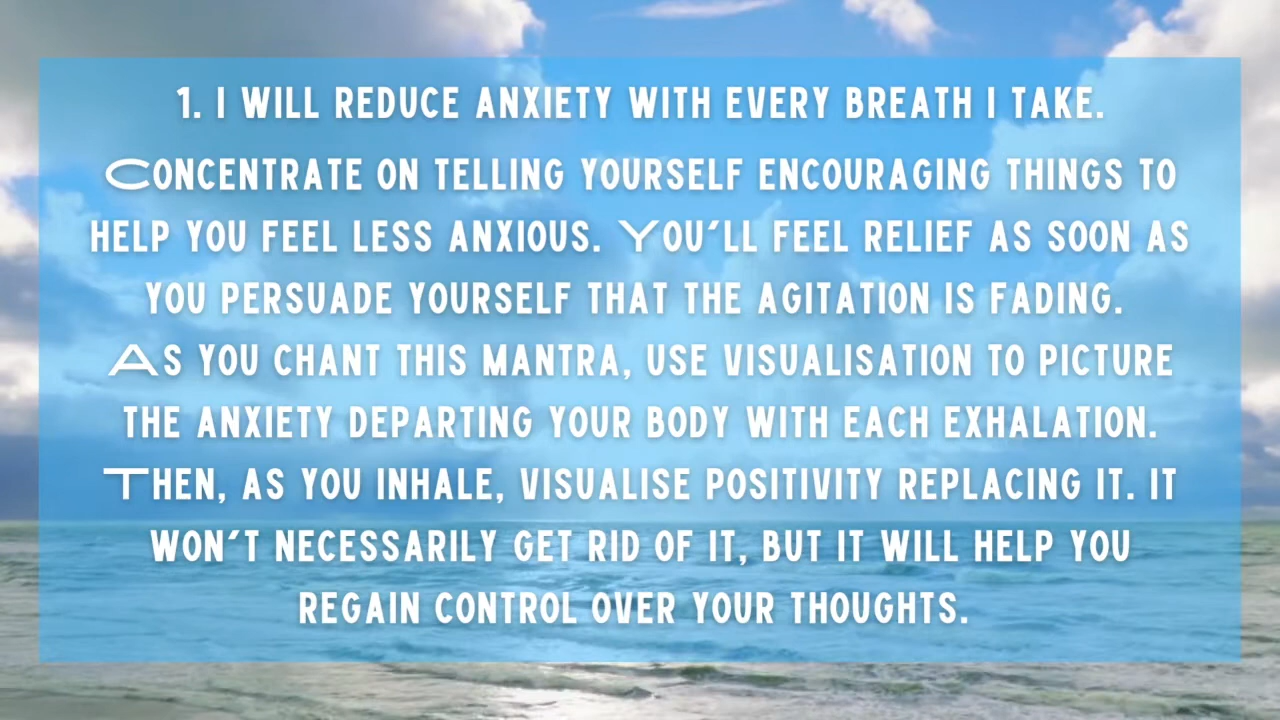 1. I WILL REDUCE ANXIETY WITH EVERY BREATH I TAKE.
CONCENTRATE ON TELLING YOURSELF ENCOURAGING THINGS TO
HELP YOU FEEL LESS ANXIOUS. YOU'LL FEEL RELIEF AS SOON AS
YOU PERSUADE YOURSELF THAT THE AGITATION IS FADING.
AS YOU CHANT THIS MANTRA, USE VISUALISATION TO PICTURE
THE ANXIETY DEPARTING YOUR BODY WITH EACH EXHALATION.
THEN, AS YOU INHALE, VISUALISE POSITIVITY REPLACING IT. IT
WON'T NECESSARILY GET RID OF IT, BUT IT WILL HELP YOU
REGAIN CONTROL OVER YOUR THOUGHTS.